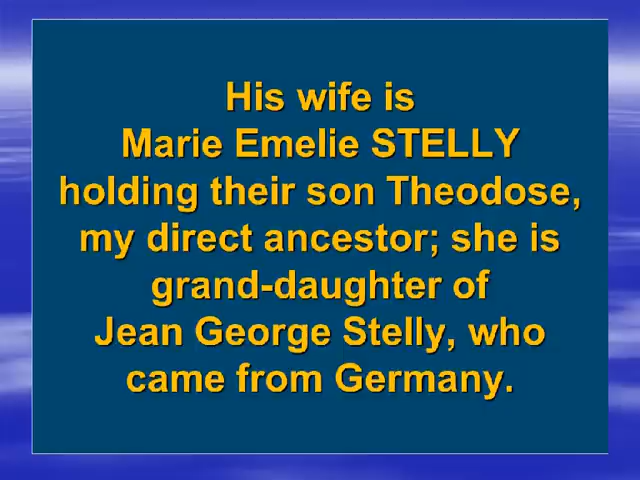 His wife is
Marie Emelie STELLY
holding their son Theodose,
my direct ancestor; she is
grand-daughter of
Jean George Stelly, who
came from Germany.